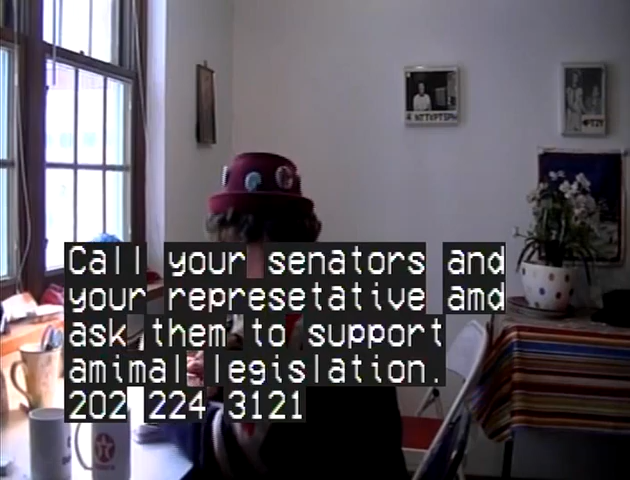 Call your senators and
your represetative amd
ask them to support
amimal legislation.
202 224 3121